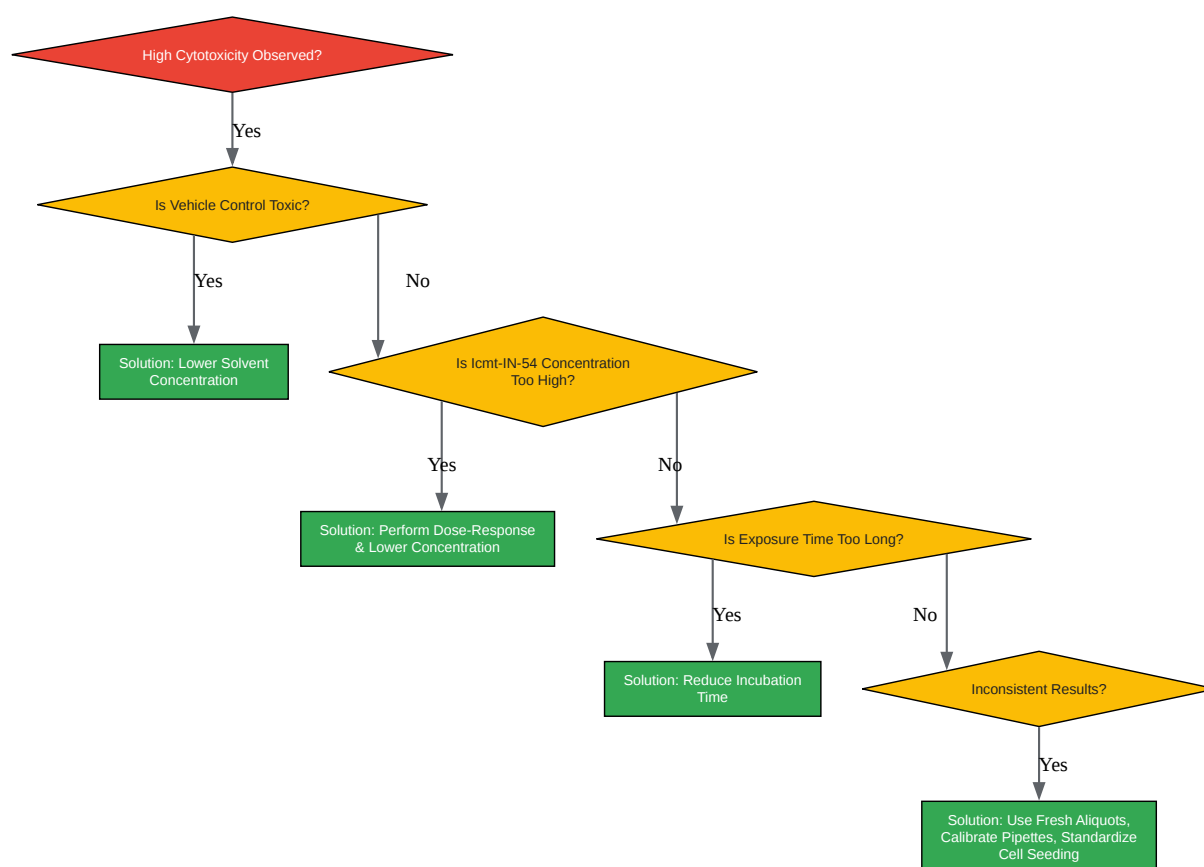 High Cytotoxicity Observed?
Yes
Is Vehicle Control Toxic?
Yes
No
Solution: Lower Solvent
Concentration
Is Icmt-IN-54 Concentration
Too High?
Yes
No
Solution: Perform Dose-Response
& Lower Concentration
Is Exposure Time Too Long?
Yes
No
Solution: Reduce Incubation
Time
Inconsistent Results?
Yes
Solution: Use Fresh Aliquots,
Calibrate Pipettes, Standardize
Cell Seeding